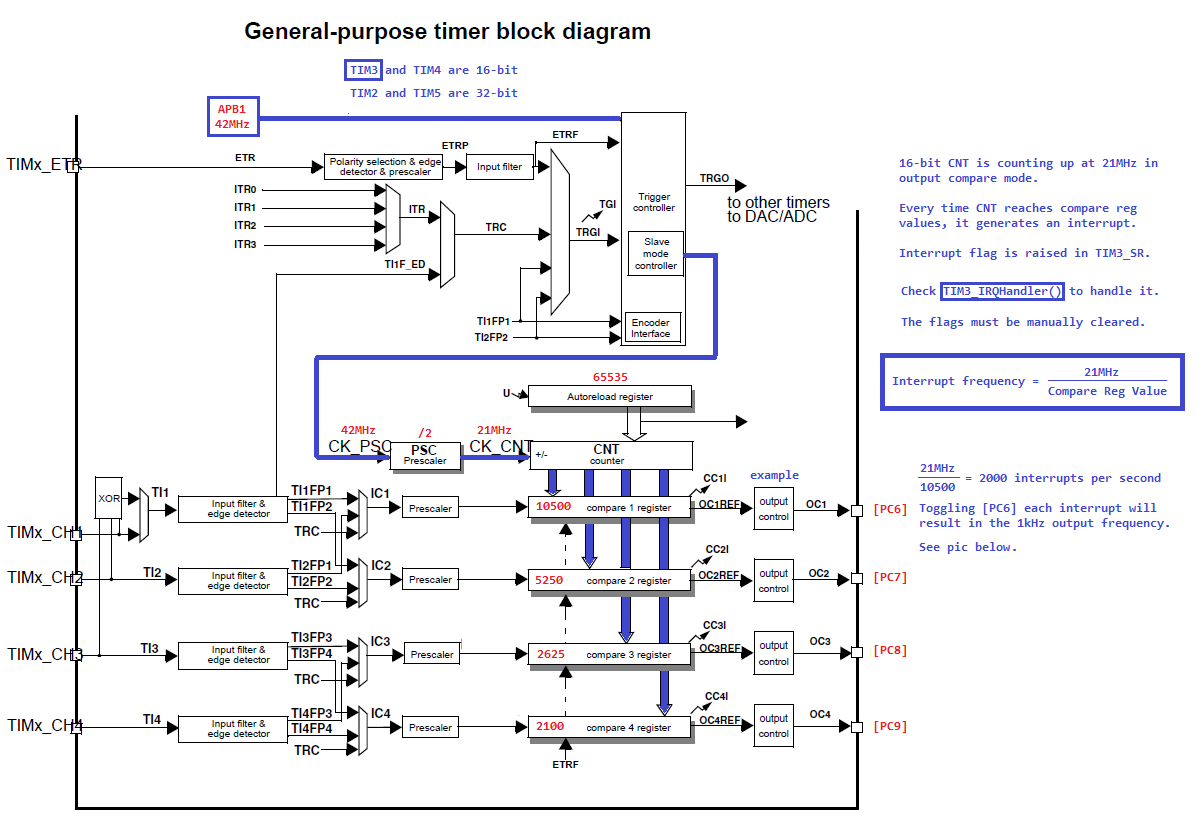 General-purpose timer block diagram
TIM3 and TIM4 are 16-bit
TIM2 and TIM5 are 32-bit
APB1
42MHz
TIMx_ETR
ETR
Polarity selection & edge
detector & prescaler
ETRP
Input filter
ETRF
ITR0
ITR1
ITR2
ITR3
ITR
TI1F_ED
TRC
TGI
TRGI
TI1FP1
TI2FP2
Trigger
controller
Slave
mode
controller
Encoder
Interface
TRGO
to other timers
to DAC/ADC
16-bit CNT is counting up at 21MHz in
output compare mode.
Every time CNT reaches compare reg
values, it generates an interrupt.
Interrupt flag is raised in TIM3_SR.
Check TIM3_IRQHandler() to handle it.
The flags must be manually cleared.
Interrupt frequency = 21MHz
Compare Reg Value
65535
U
Autoreload register
42MHz
CK_PSC
/2
PSC
Prescaler
21MHz
CK_CNT
+/-
CNT
counter
XOR
TI1
Input filter &
edge detector
TI1FP1
TI1FP2
TRC
IC1
Prescaler
10500 compare 1 register
CC1I
OC1REF
example
output
control
OC1
[PC6]
21MHz
10500
= 2000 interrupts per second
Toggling [PC6] each interrupt will
result in the 1kHz output frequency.
See pic below.
TIMx_CH1
TIMx_CH2
TI2
Input filter &
edge detector
TI2FP1
TI2FP2
TRC
IC2
Prescaler
5250 compare 2 register
CC2I
OC2REF
output
control
OC2
[PC7]
TIMx_CH3
TI3
Input filter &
edge detector
TI3FP3
TI3FP4
TRC
IC3
Prescaler
2625 compare 3 register
CC3I
OC3REF
output
control
OC3
[PC8]
TIMx_CH4
TI4
Input filter &
edge detector
TI4FP3
TI4FP4
TRC
IC4
Prescaler
2100 compare 4 register
CC4I
OC4REF
output
control
OC4
[PC9]
ETRF